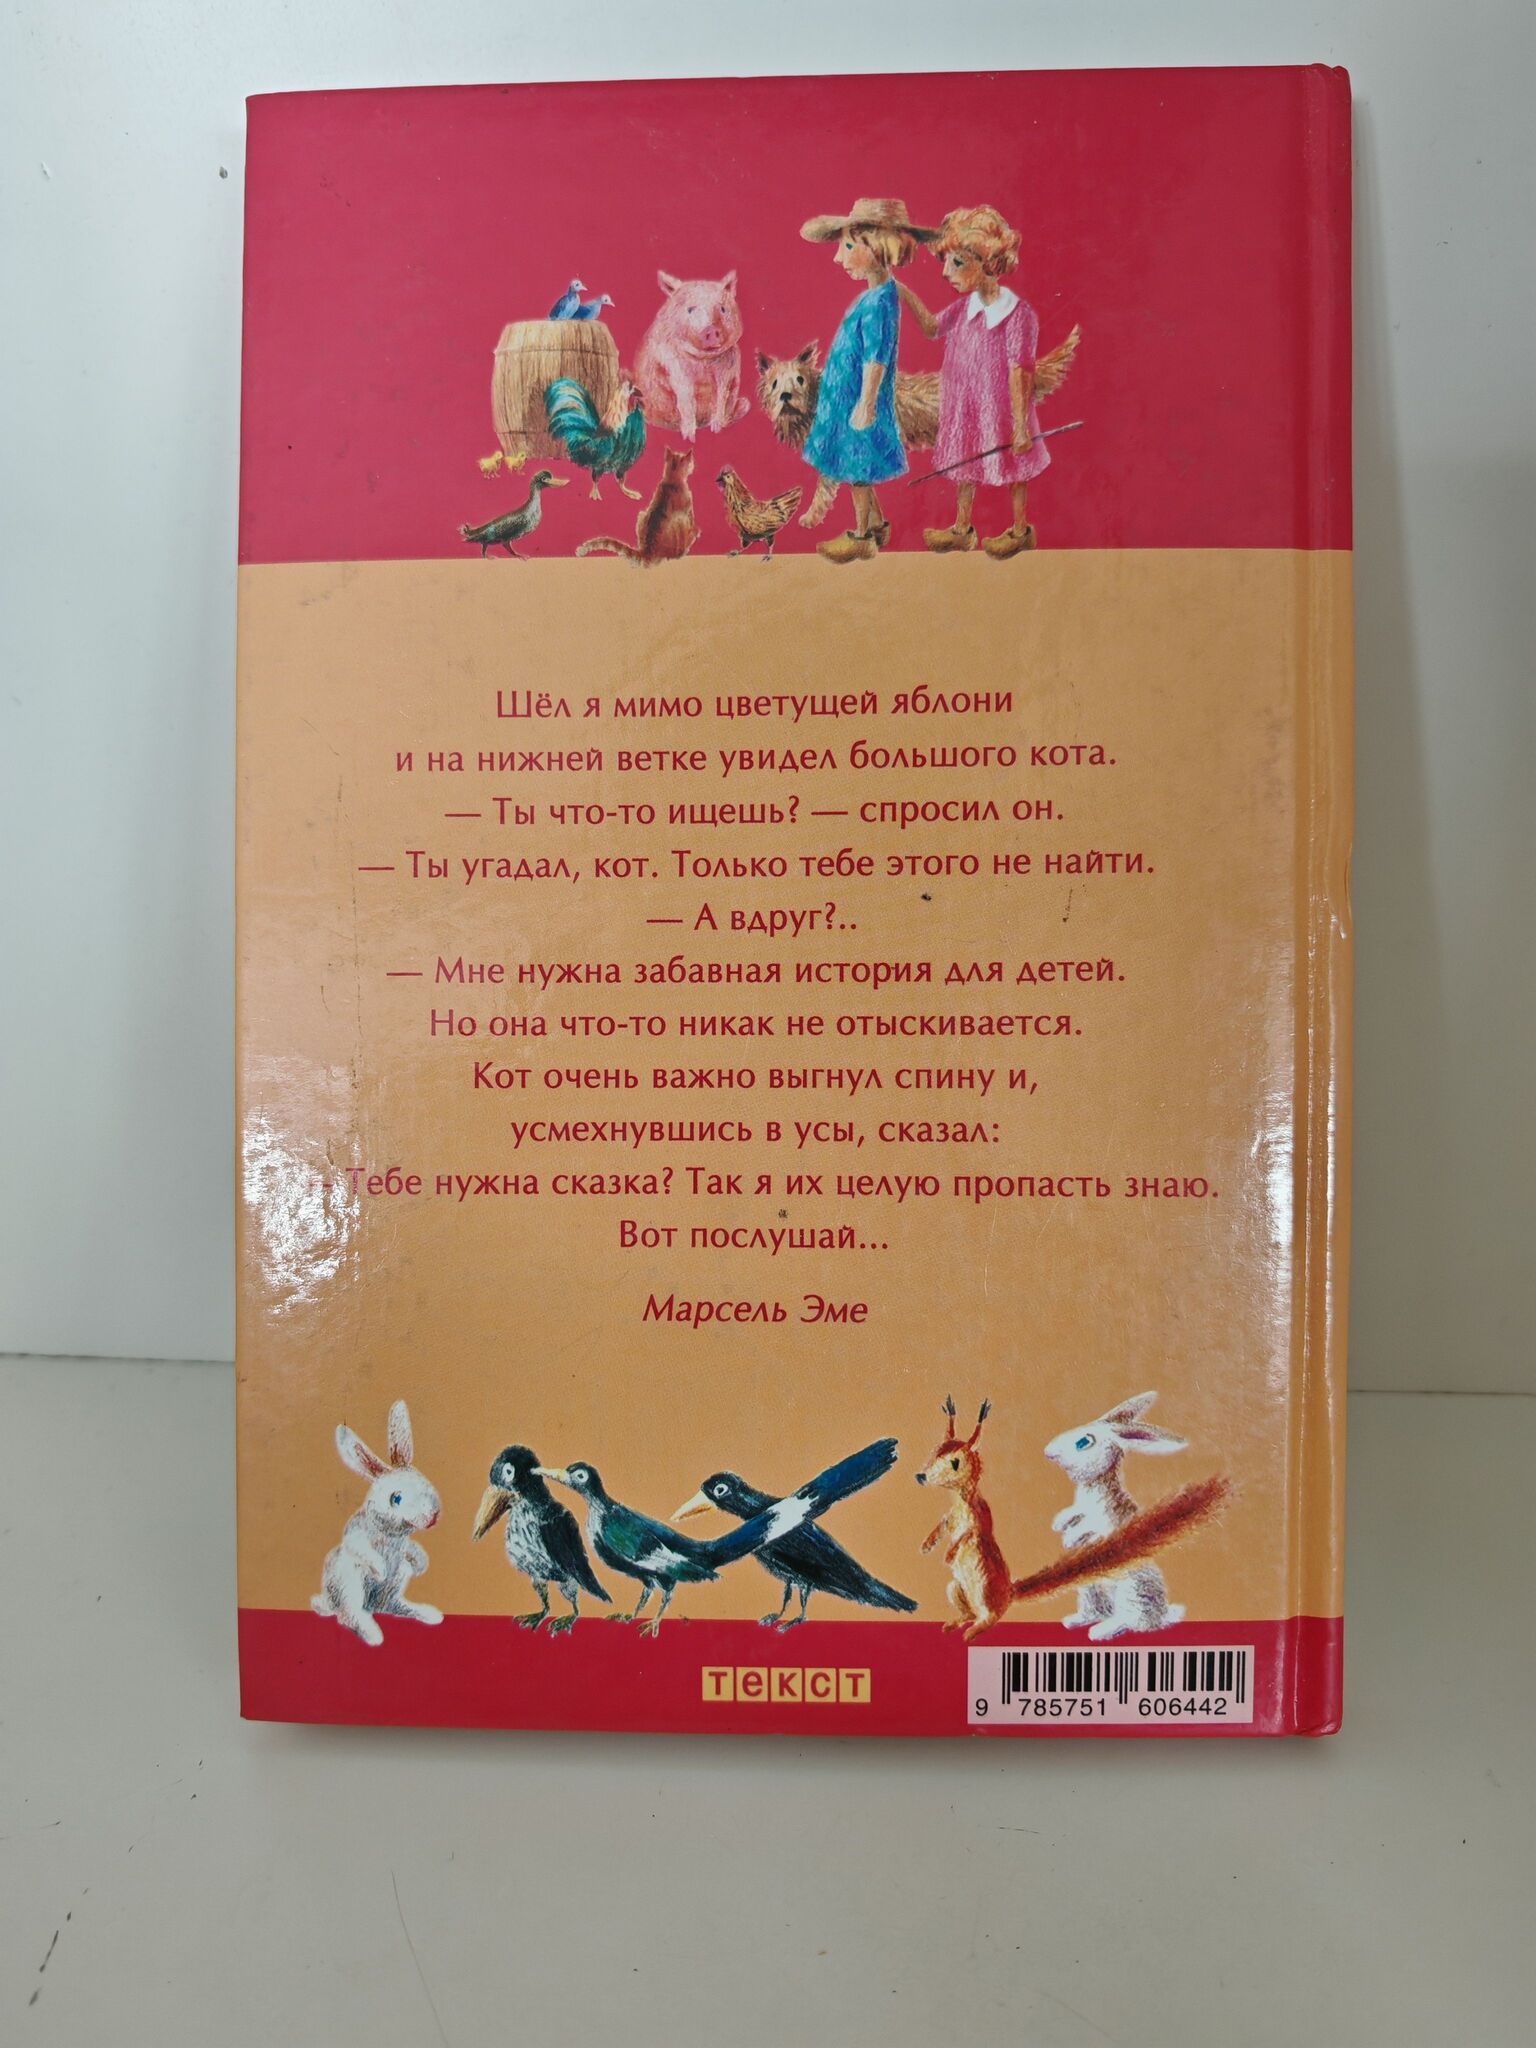 Шёл я мимо цветущей яблони
и на нижней ветке увидел большого кота.
— Ты что-то ищешь? — спросил он.
— Ты угадал, кот. Только тебе этого не найти.
— А вдруг?..
— Мне нужна забавная история для детей.
Но она что-то никак не отыскивается.
Кот очень важно выгнул спину и,
усмехнувшись в усы, сказал:
— Тебе нужна сказка? Так я их целую пропасть знаю.
Вот послушай...
Марсель Эме
текст
9 785751 606442